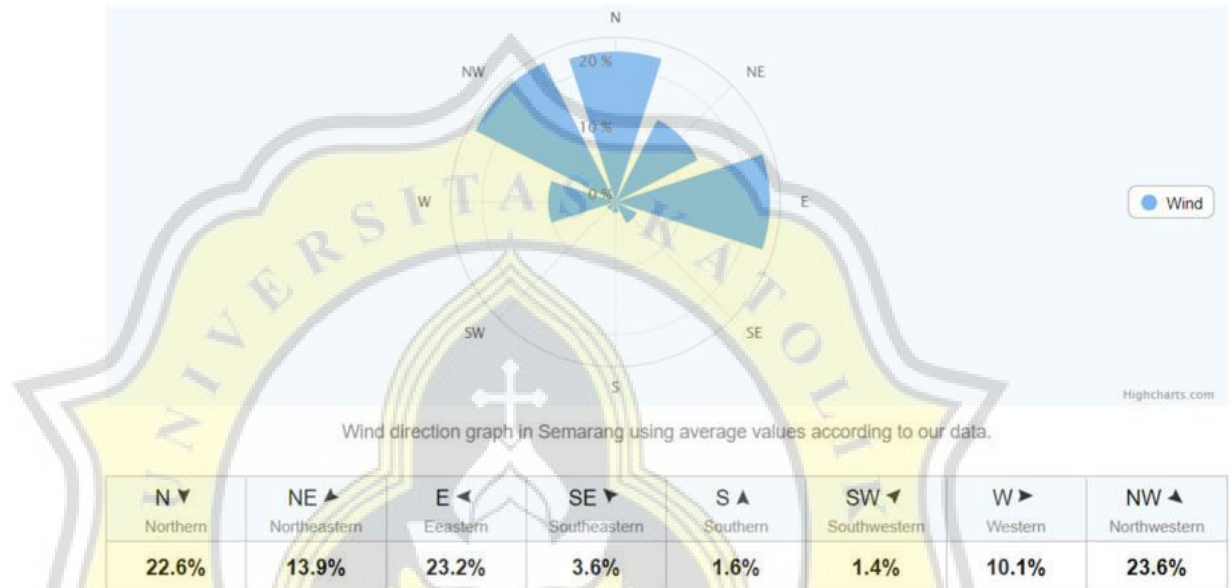 N
NW
NE
20 %
10 %
0 %
W
E
Wind
SW
SE
S
Highcharts.com
UNIVERSITAS KATOLI
Wind direction graph in Semarang using average values according to our data.
N NE E SE S SW W NW
Northern Northeastern Eeastern Southeastern Southern Southwestern Western Northwestern
22.6% 13.9% 23.2% 3.6% 1.6% 1.4% 10.1% 23.6%